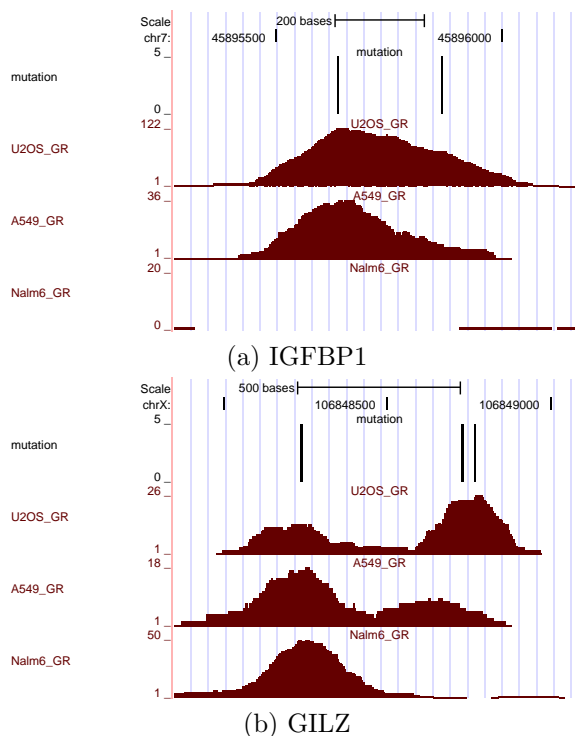 Scale 200 bases
chr7: 45895500 45896000
5 mutation
mutation
0
122 U2OS_GR
U2OS_GR
1
36 A549_GR
A549_GR
1
20 Nalm6_GR
Nalm6_GR
0
(a) IGFBP1
Scale 500 bases
chrX: 106848500 106849000
5 mutation
mutation
0
26 U2OS_GR
U2OS_GR
1
18 A549_GR
A549_GR
1
50 Nalm6_GR
Nalm6_GR
1
(b) GILZ